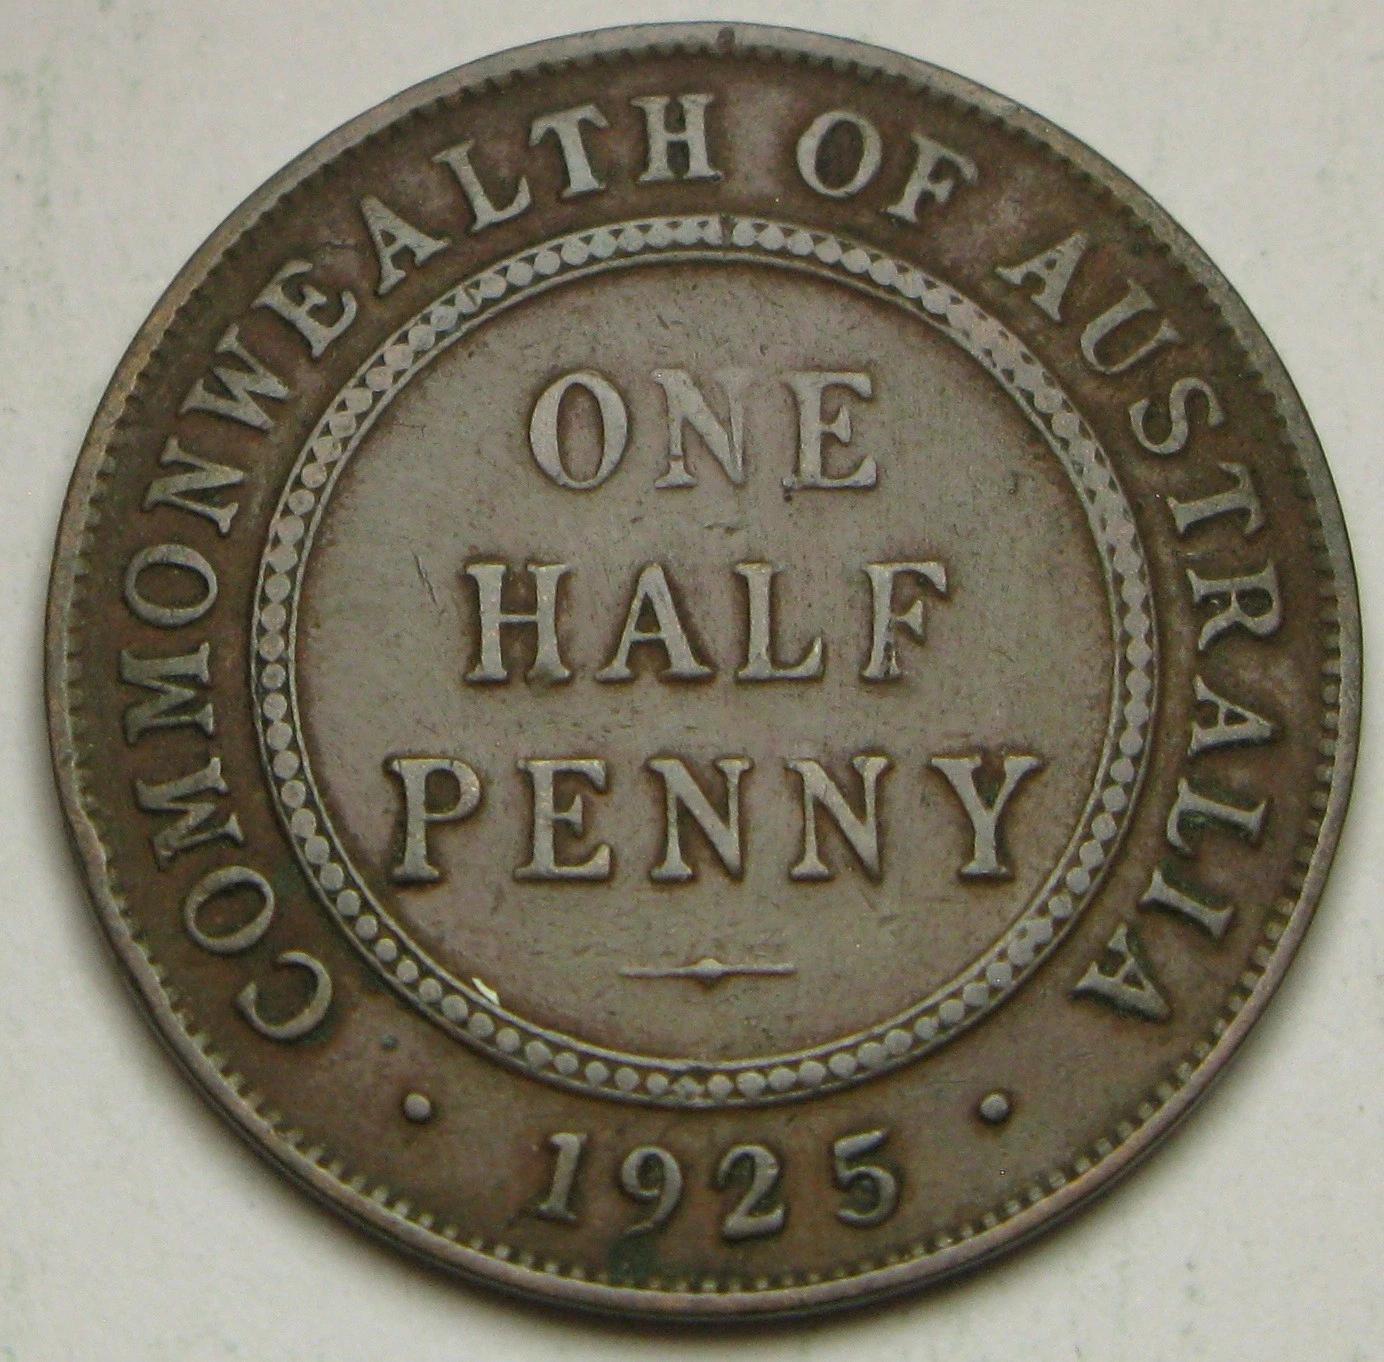 COMMONWEALTH OF AUSTRALIA
ONE
HALF
PENNY
· 1925 ·